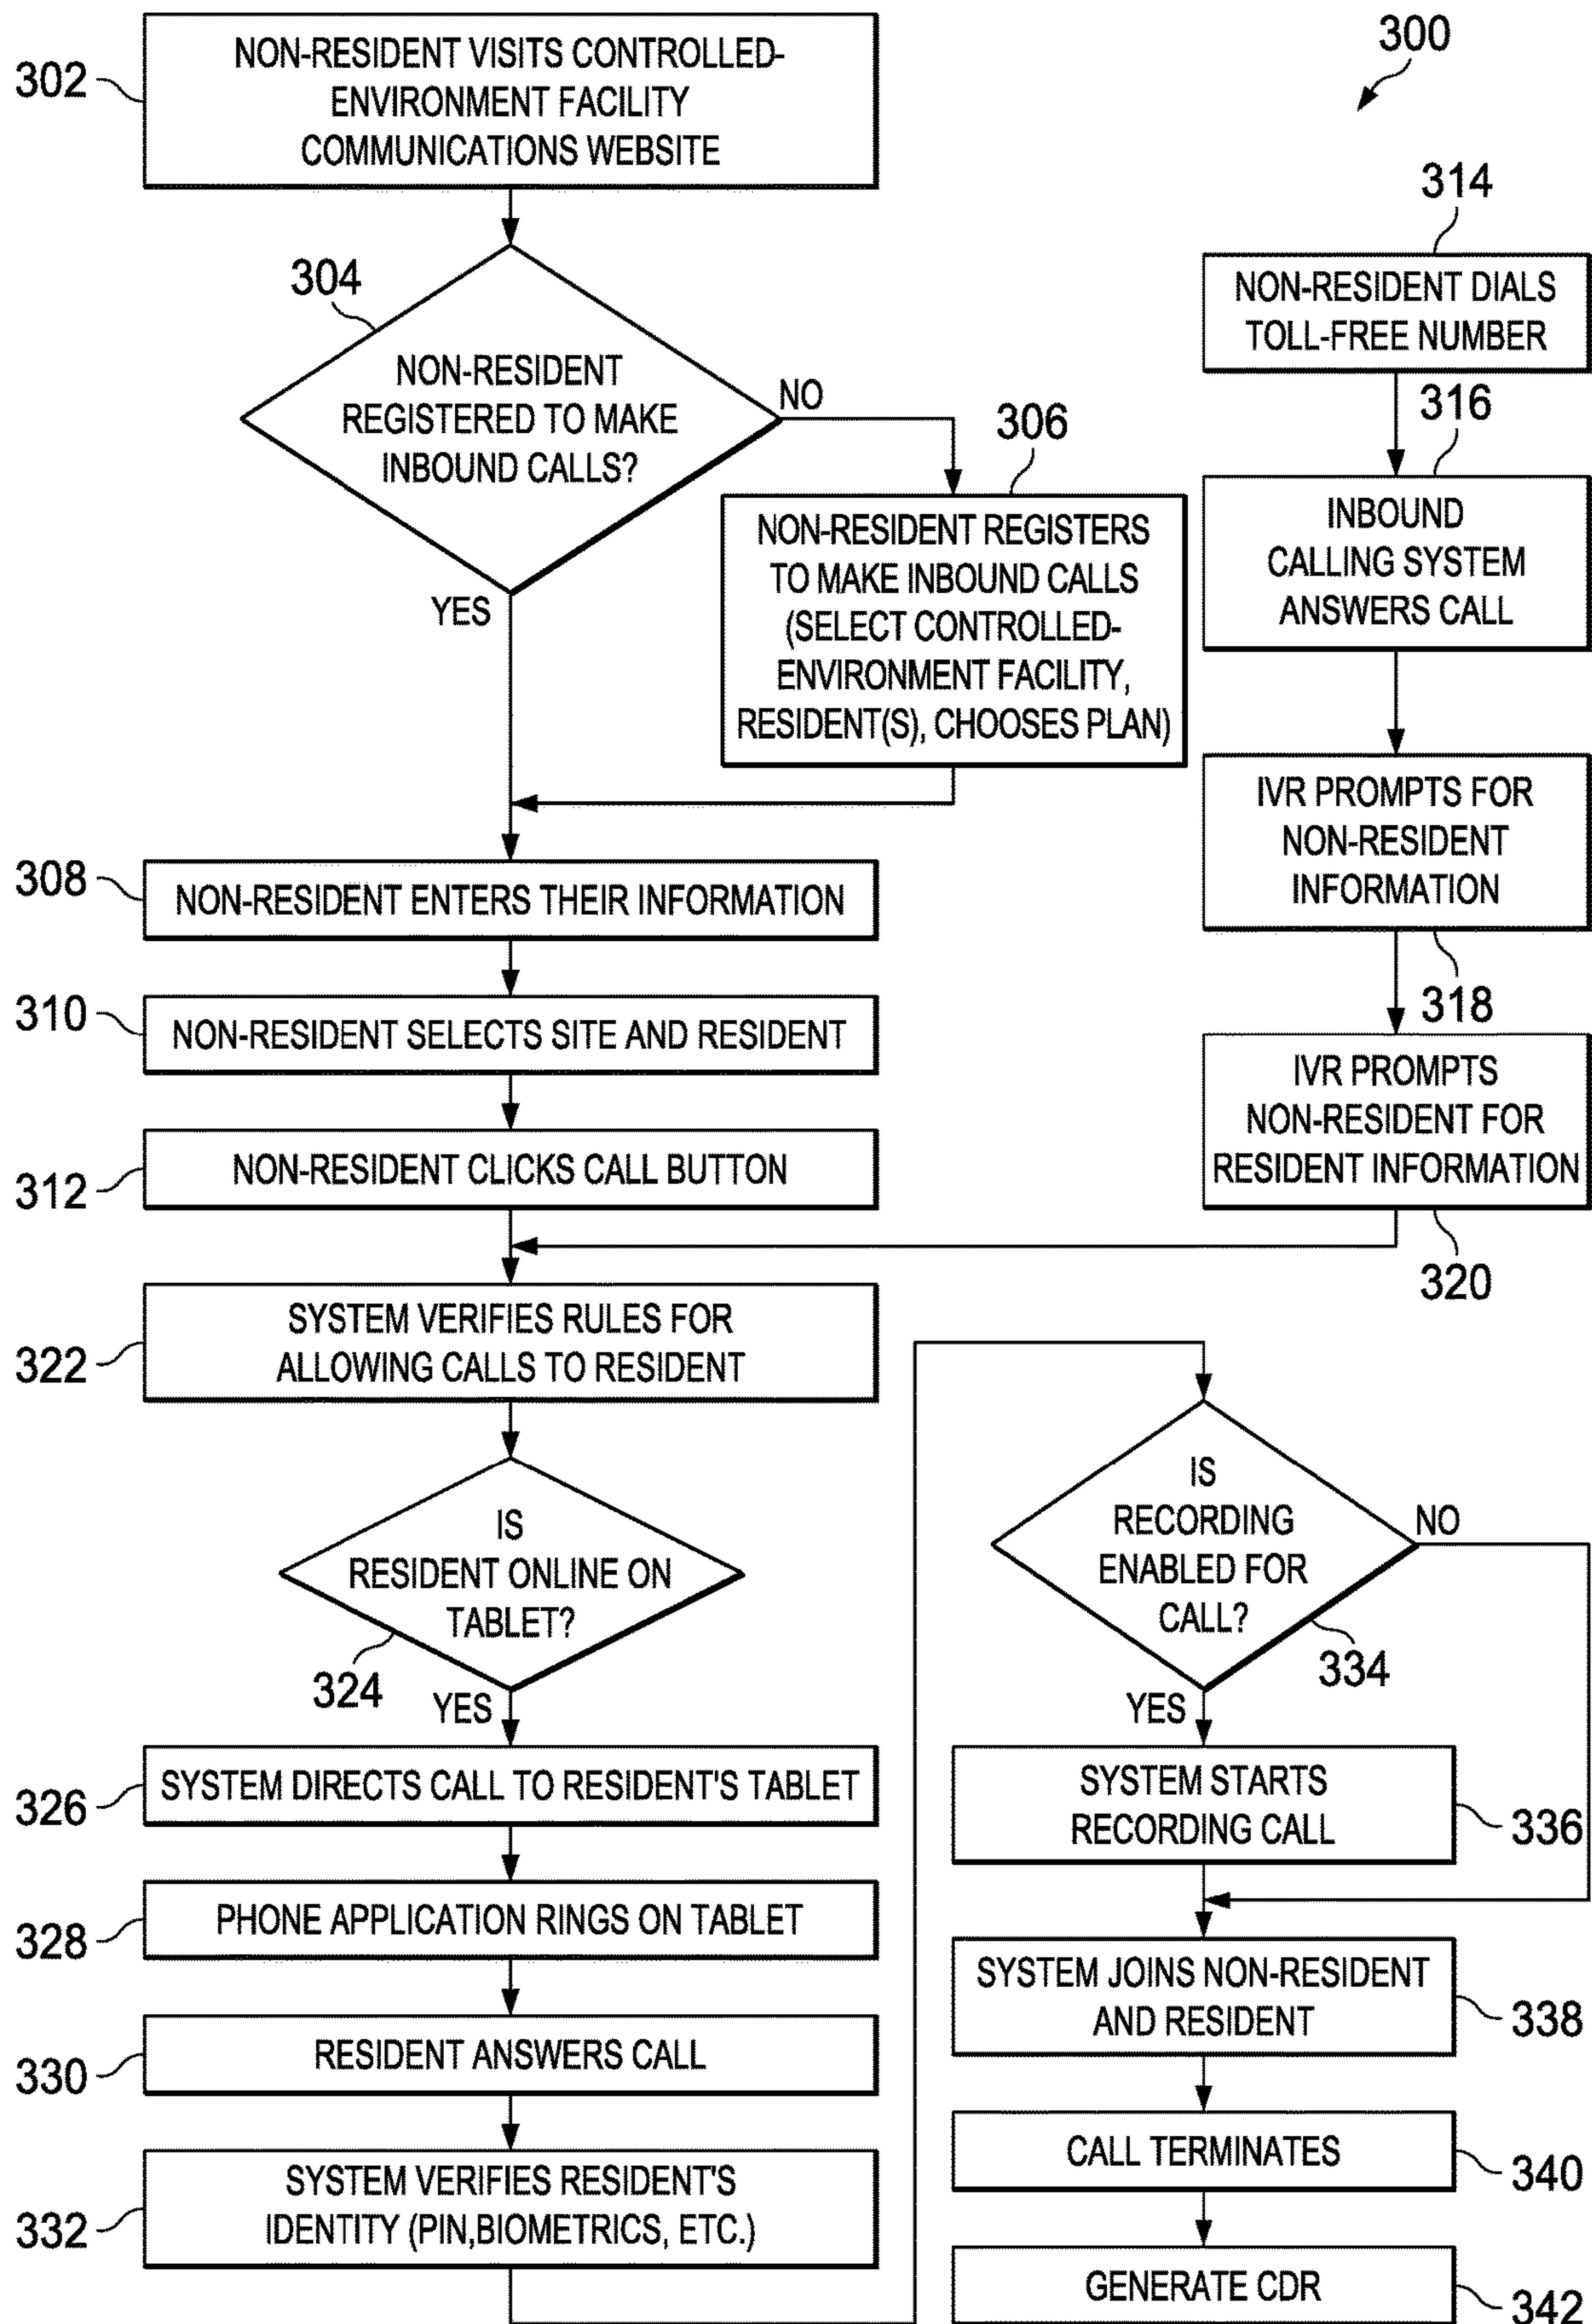 300
302
NON-RESIDENT VISITS CONTROLLED-
ENVIRONMENT FACILITY
COMMUNICATIONS WEBSITE
304
NON-RESIDENT
REGISTERED TO MAKE
INBOUND CALLS?
NO
YES
306
NON-RESIDENT REGISTERS
TO MAKE INBOUND CALLS
(SELECT CONTROLLED-
ENVIRONMENT FACILITY,
RESIDENT(S), CHOOSES PLAN)
308
NON-RESIDENT ENTERS THEIR INFORMATION
310
NON-RESIDENT SELECTS SITE AND RESIDENT
312
NON-RESIDENT CLICKS CALL BUTTON
314
NON-RESIDENT DIALS
TOLL-FREE NUMBER
316
INBOUND
CALLING SYSTEM
ANSWERS CALL
IVR PROMPTS FOR
NON-RESIDENT
INFORMATION
318
IVR PROMPTS
NON-RESIDENT FOR
RESIDENT INFORMATION
320
322
SYSTEM VERIFIES RULES FOR
ALLOWING CALLS TO RESIDENT
IS
RESIDENT ONLINE ON
TABLET?
324
YES
326
SYSTEM DIRECTS CALL TO RESIDENT'S TABLET
328
PHONE APPLICATION RINGS ON TABLET
330
RESIDENT ANSWERS CALL
332
SYSTEM VERIFIES RESIDENT'S
IDENTITY (PIN,BIOMETRICS, ETC.)
IS
RECORDING
ENABLED FOR
CALL?
NO
334
YES
SYSTEM STARTS
RECORDING CALL
336
SYSTEM JOINS NON-RESIDENT
AND RESIDENT
338
CALL TERMINATES
340
GENERATE CDR
342